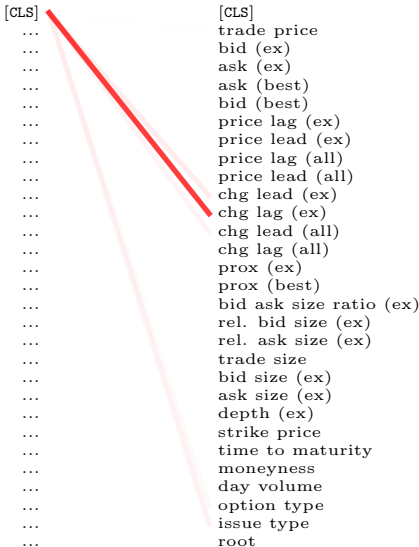 [CLS] [CLS]
... trade price
... bid (ex)
... ask (ex)
... ask (best)
... bid (best)
... price lag (ex)
... price lead (ex)
... price lag (all)
... price lead (all)
... chg lead (ex)
... chg lag (ex)
... chg lead (all)
... chg lag (all)
... prox (ex)
... prox (best)
... bid ask size ratio (ex)
... rel. bid size (ex)
... rel. ask size (ex)
... trade size
... bid size (ex)
... ask size (ex)
... depth (ex)
... strike price
... time to maturity
... moneyness
... day volume
... option type
... issue type
... root